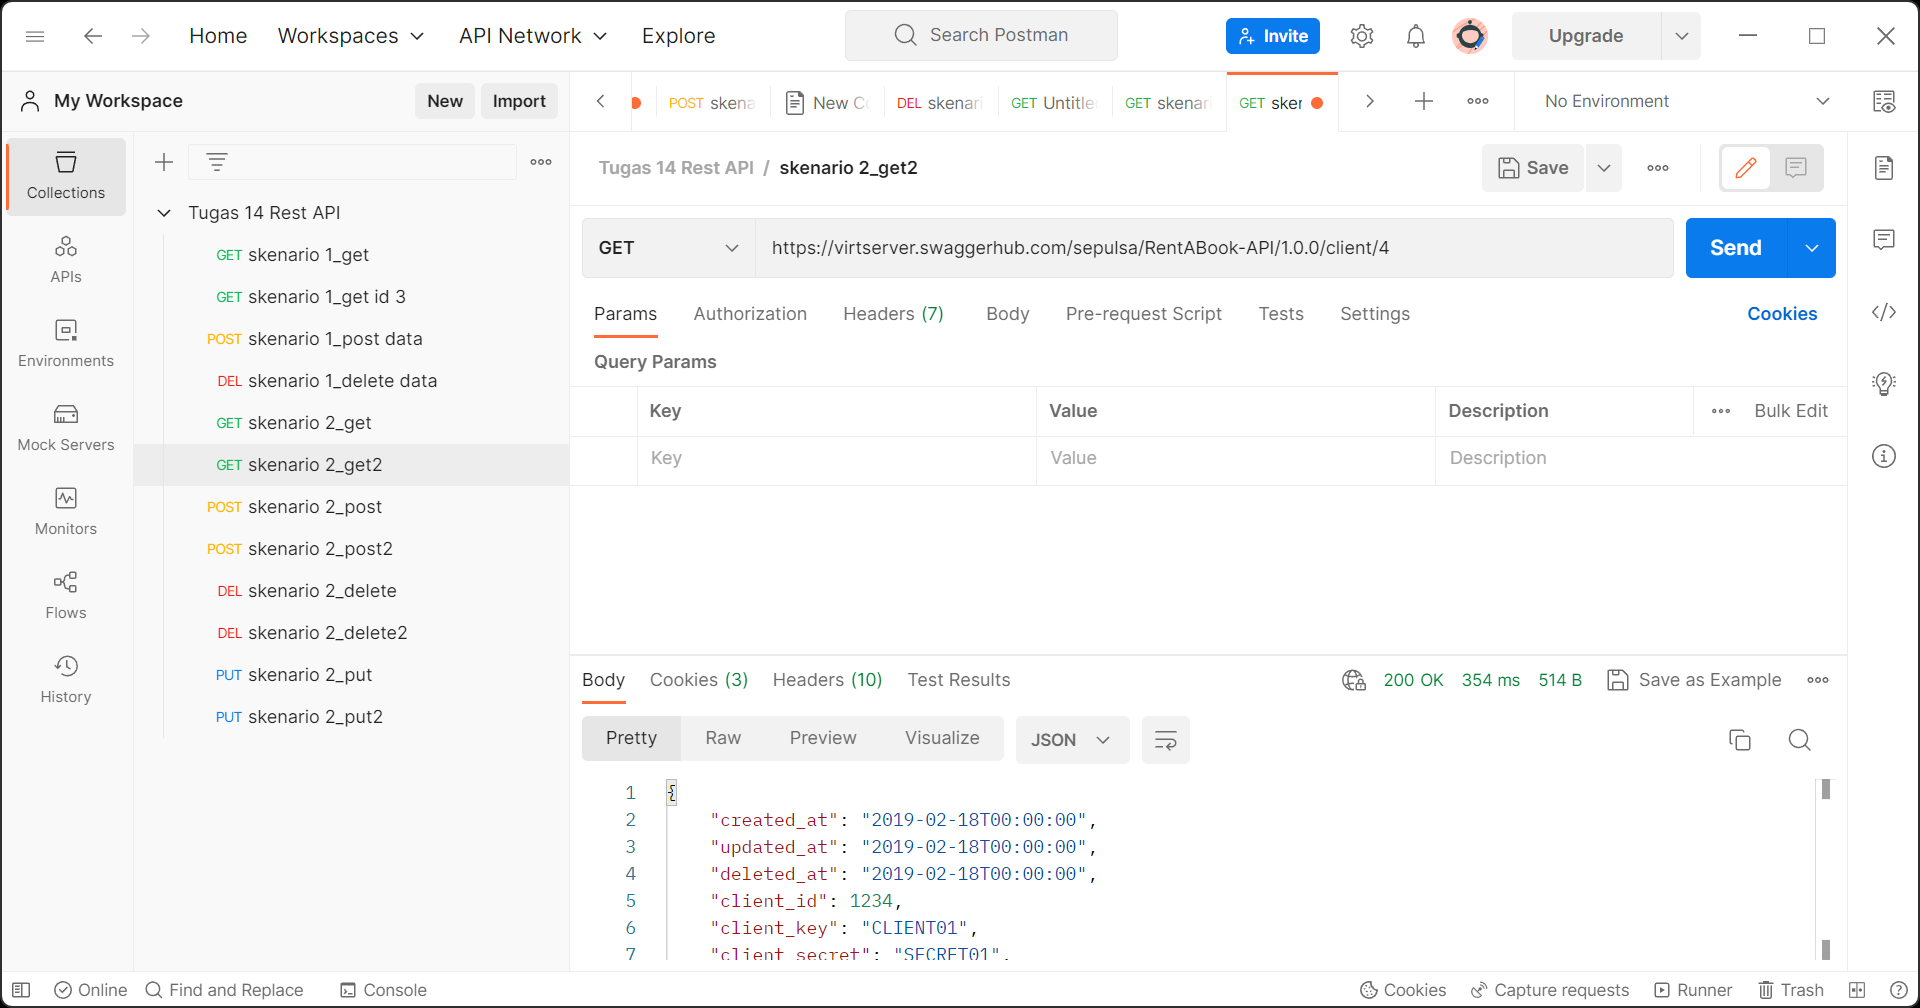 Home Workspaces API Network Explore Search Postman Invite Upgrade
My Workspace New Import
POST skena New Co DEL skenari GET Untitle GET skenar GET sker No Environment
Collections
APIs
Environments
Mock Servers
Monitors
Flows
History
Tugas 14 Rest API
GET skenario 1_get
GET skenario 1_get id 3
POST skenario 1_post data
DEL skenario 1_delete data
GET skenario 2_get
GET skenario 2_get2
POST skenario 2_post
POST skenario 2_post2
DEL skenario 2_delete
DEL skenario 2_delete2
PUT skenario 2_put
PUT skenario 2_put2
Tugas 14 Rest API / skenario 2_get2 Save
GET https://virtserver.swaggerhub.com/sepulsa/RentABook-API/1.0.0/client/4 Send
Params Authorization Headers (7) Body Pre-request Script Tests Settings Cookies
Query Params
Key Value Description Bulk Edit
Key Value Description
Body Cookies (3) Headers (10) Test Results 200 OK 354 ms 514 B Save as Example
Pretty Raw Preview Visualize JSON
1 {
2 "created_at": "2019-02-18T00:00:00",
3 "updated_at": "2019-02-18T00:00:00",
4 "deleted_at": "2019-02-18T00:00:00",
5 "client_id": 1234,
6 "client_key": "CLIENT01",
7 "client_secret": "SECRET01",
Online Find and Replace Console Cookies Capture requests Runner Trash